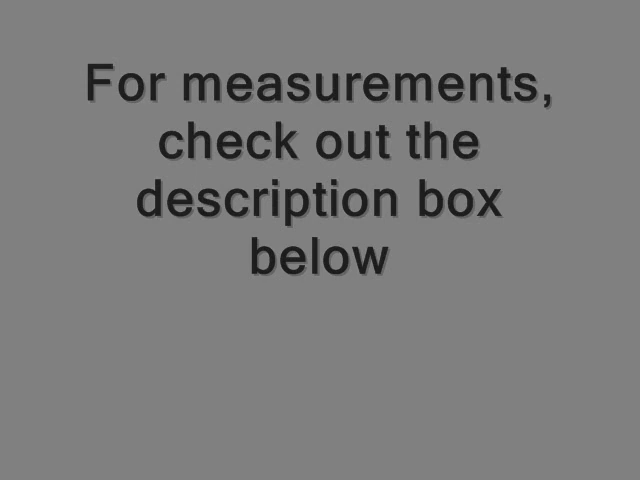 For measurements,
check out the
description box
below